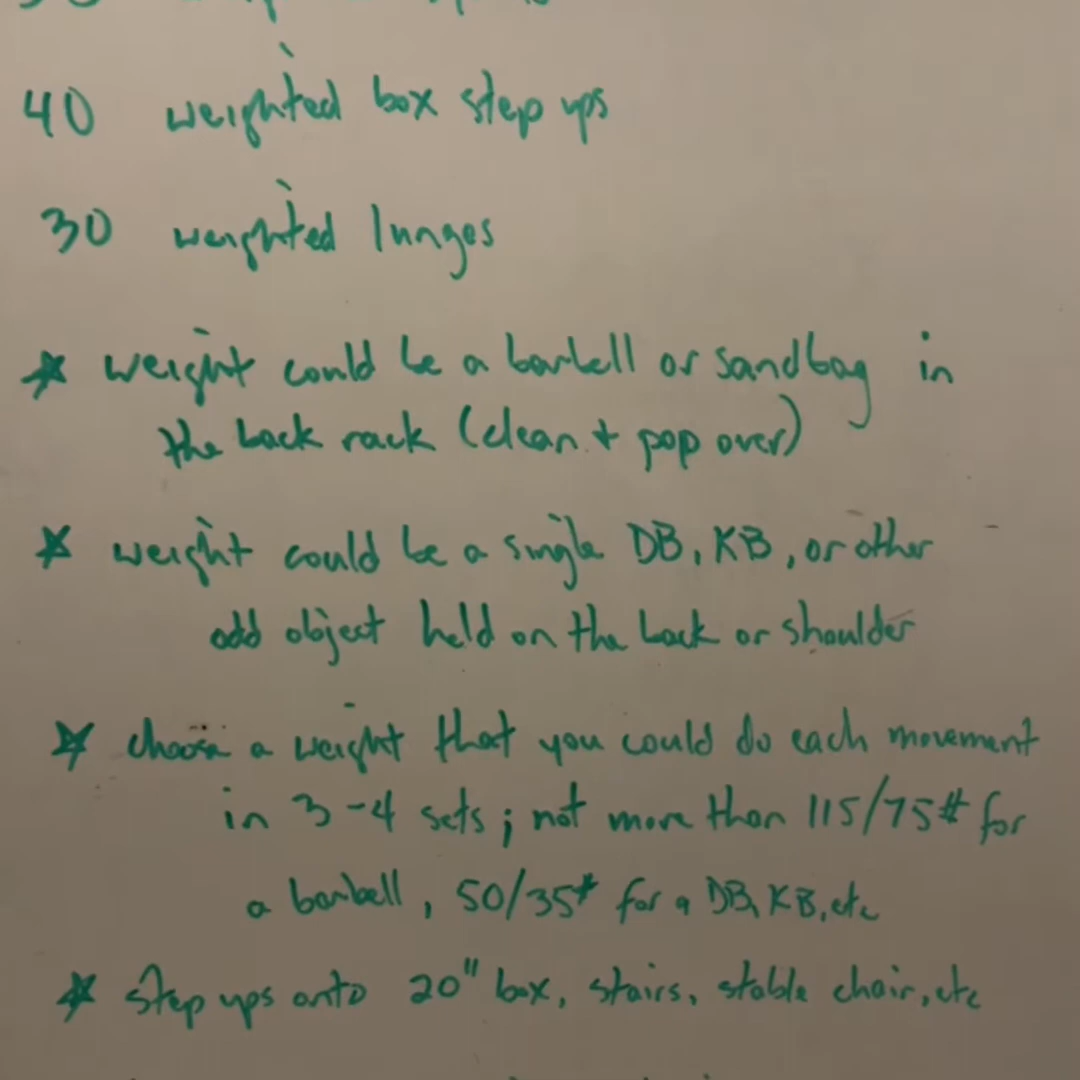 40 weighted box step ups
30 weighted lunges
* weight could be a barbell or sandbag in
the back rack (clean + pop over)
* weight could be a single DB, KB, or other
odd object held on the back or shoulder
* choose a weight that you could do each movement
in 3-4 sets; not more than 115/75# for
a barbell, 50/35# for a DB, KB, etc
* step ups onto 20" box, stairs, stable chair, etc